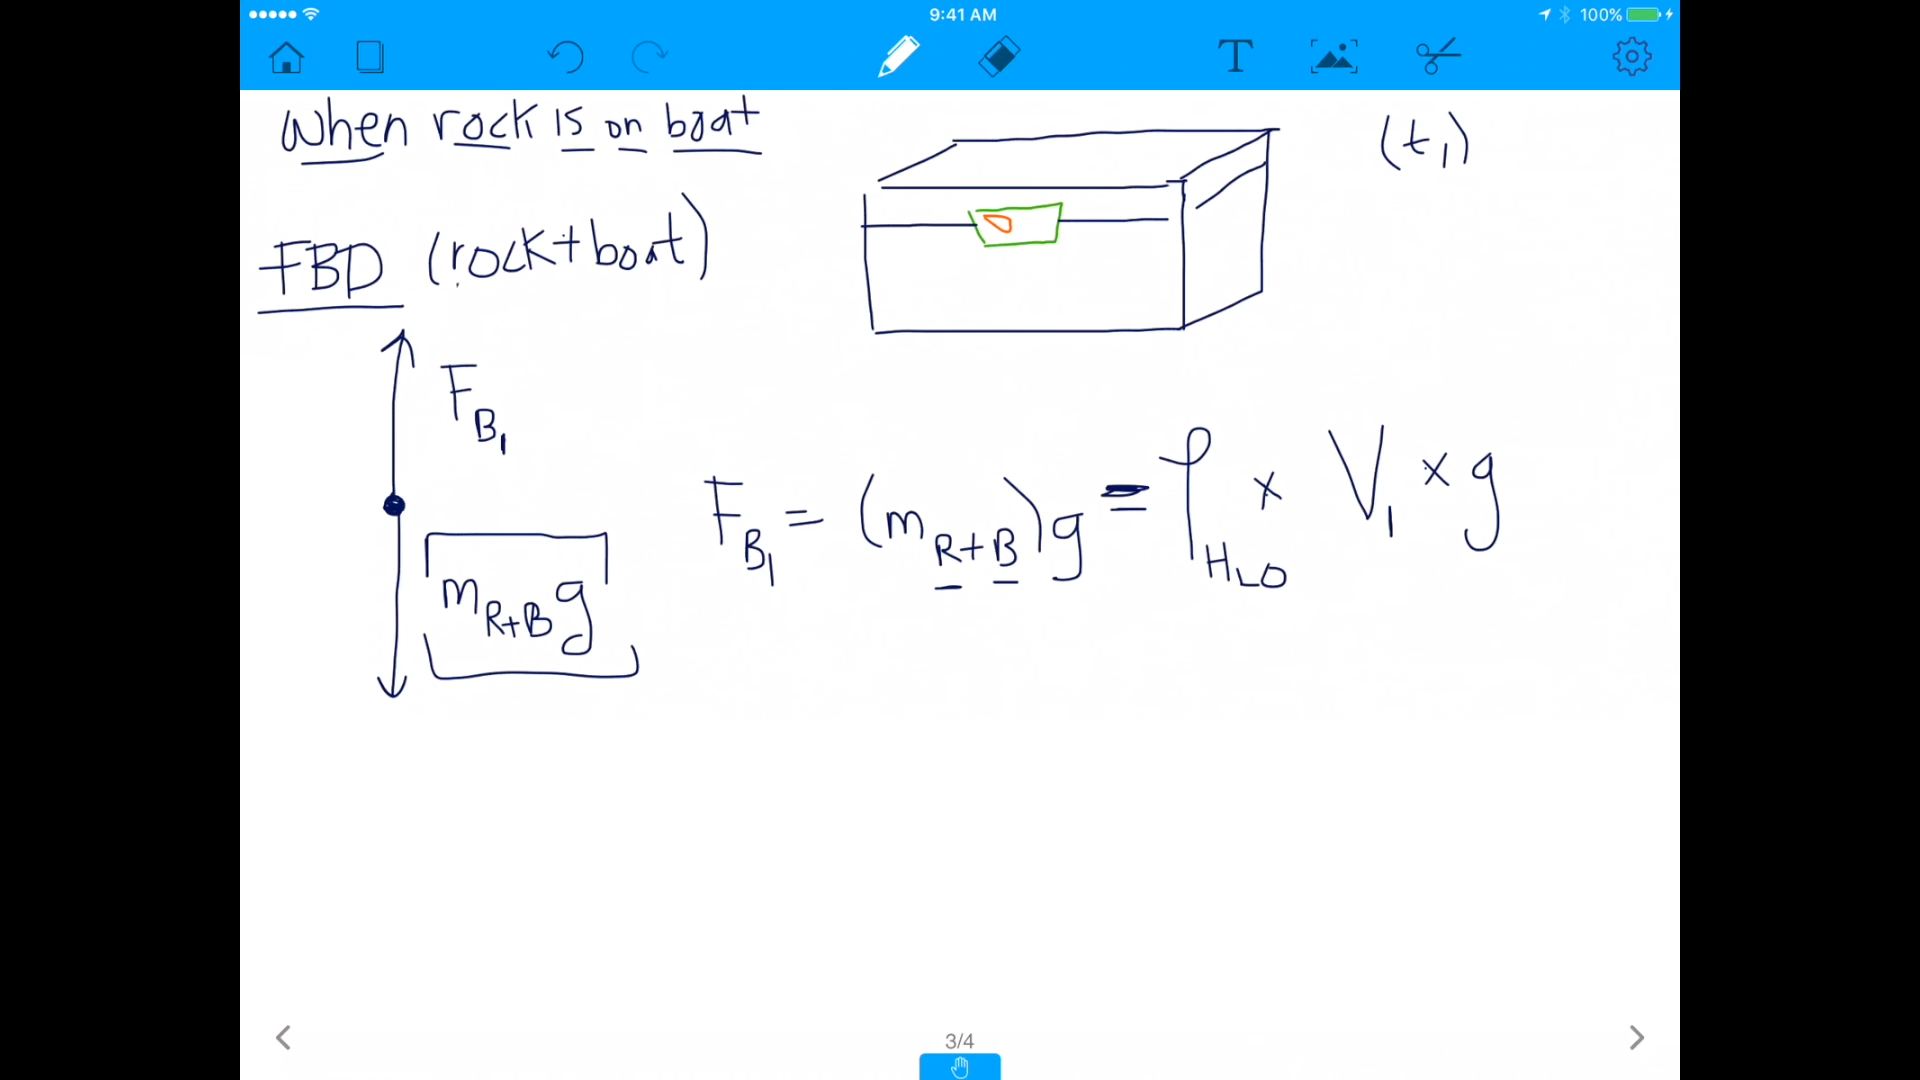 9:41 AM
100%
T
When rock is on boat
(t₁)
FBD (rock+boat)
F_B₁
F_B₁ = (m_R+B)g = ρ_H₂O × V₁ × g
m_R+B g
3/4